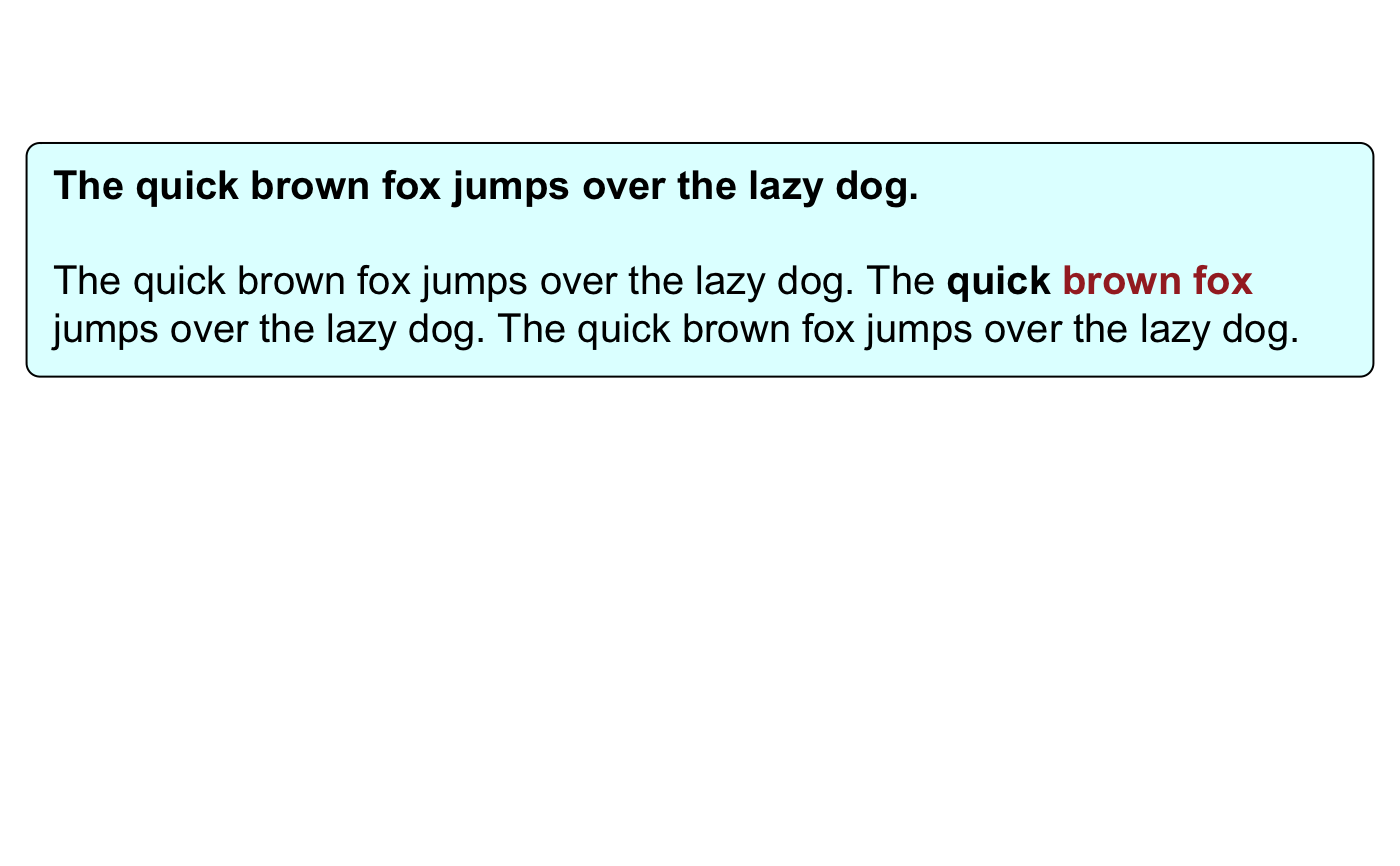 The quick brown fox jumps over the lazy dog.
The quick brown fox jumps over the lazy dog. The quick brown fox
jumps over the lazy dog. The quick brown fox jumps over the lazy dog.